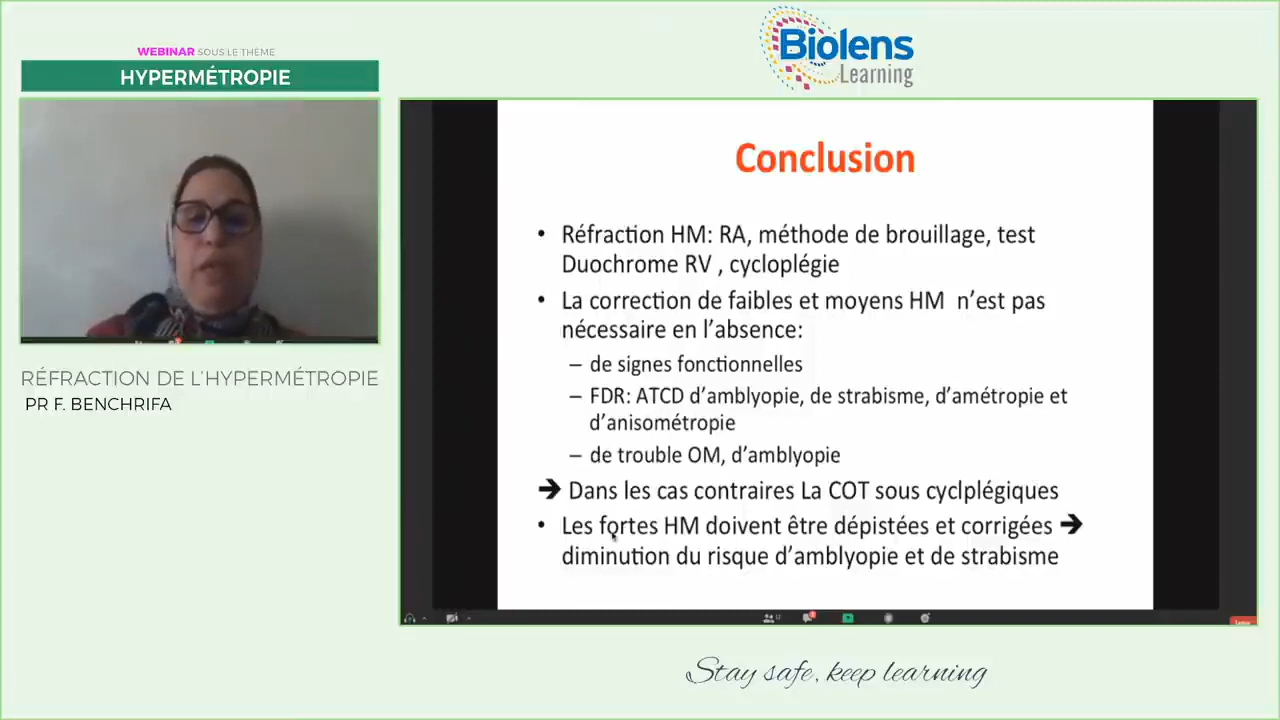 WEBINAR SOUS LE THÈME
HYPERMÉTROPIE
Biolens
Learning
Conclusion
• Réfraction HM: RA, méthode de brouillage, test
Duochrome RV , cycloplégie
• La correction de faibles et moyens HM n’est pas
nécessaire en l’absence:
– de signes fonctionnelles
– FDR: ATCD d’amblyopie, de strabisme, d’amétropie et
d’anisométropie
– de trouble OM, d’amblyopie
➔ Dans les cas contraires La COT sous cyclplégiques
• Les fortes HM doivent être dépistées et corrigées ➔
diminution du risque d’amblyopie et de strabisme
RÉFRACTION DE L'HYPERMÉTROPIE
PR F. BENCHRIFA
Stay safe, keep learning